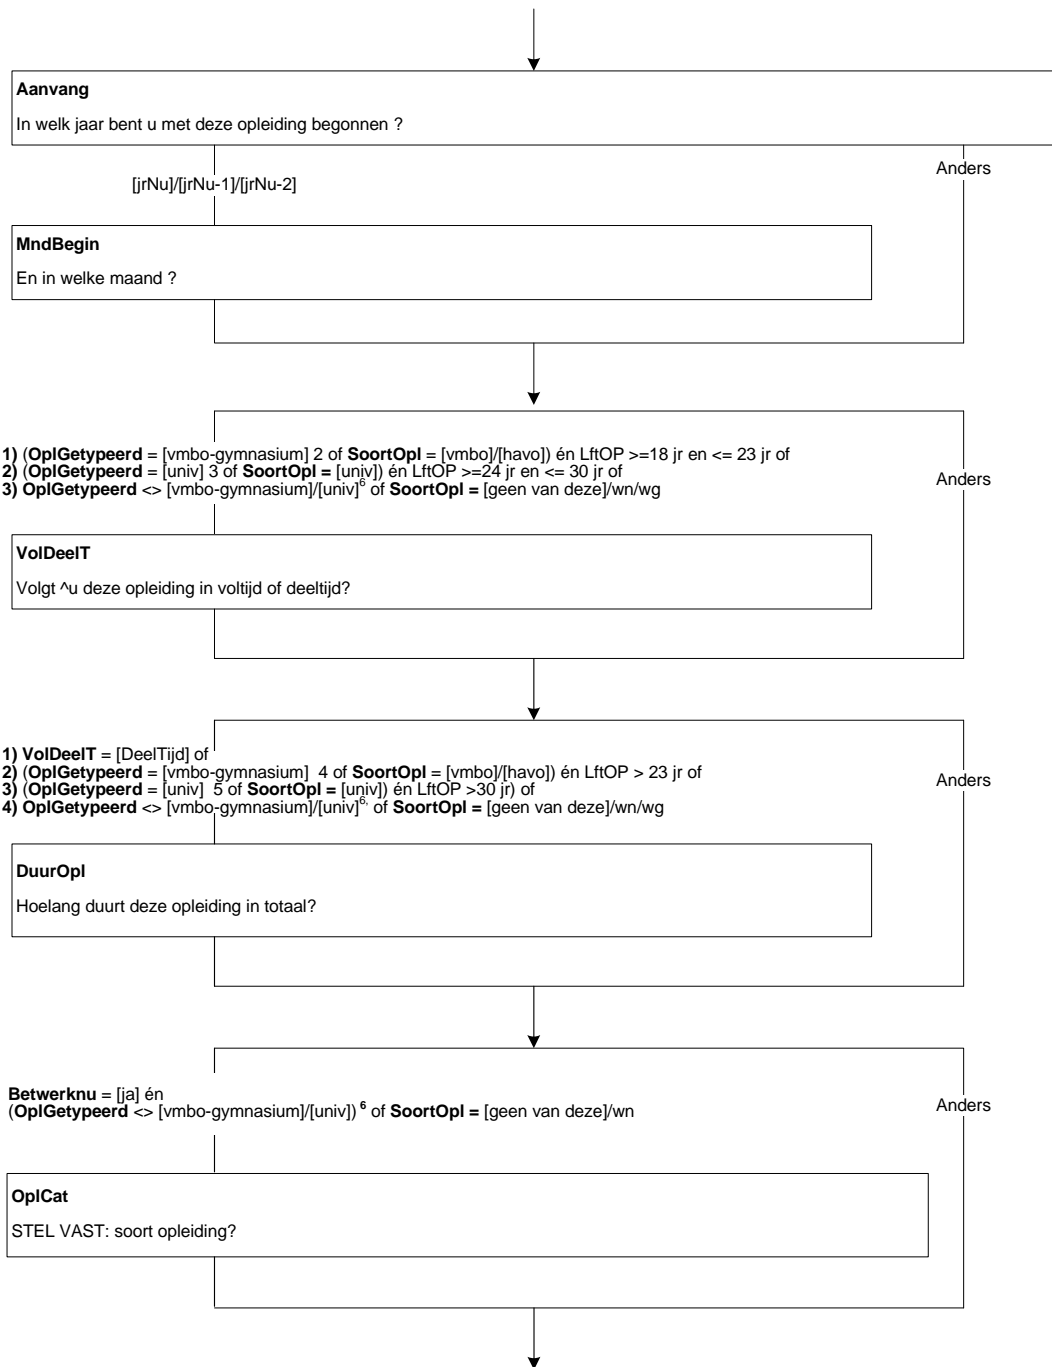 Aanvang
In welk jaar bent u met deze opleiding begonnen ?
Anders
[jrNu]/[jrNu-1]/[jrNu-2]
MndBegin
En in welke maand ?
1) (OplGetypeerd = [vmbo-gymnasium] 2 of SoortOpl = [vmbo]/[havo]) én LftOP >=18 jr en <= 23 jr of
2) (OplGetypeerd = [univ] 3 of SoortOpl = [univ]) én LftOP >=24 jr en <= 30 jr of
3) OplGetypeerd <> [vmbo-gymnasium]/[univ]6 of SoortOpl = [geen van deze]/wn/wg
Anders
VolDeelT
Volgt ^u deze opleiding in voltijd of deeltijd?
1) VolDeelT = [DeelTijd] of
2) (OplGetypeerd = [vmbo-gymnasium] 4 of SoortOpl = [vmbo]/[havo]) én LftOP > 23 jr of
3) (OplGetypeerd = [univ] 5 of SoortOpl = [univ]) én LftOP >30 jr) of
4) OplGetypeerd <> [vmbo-gymnasium]/[univ]6, of SoortOpl = [geen van deze]/wn/wg
Anders
DuurOpl
Hoelang duurt deze opleiding in totaal?
Betwerknu = [ja] én
(OplGetypeerd <> [vmbo-gymnasium]/[univ]) 6 of SoortOpl = [geen van deze]/wn
Anders
OplCat
STEL VAST: soort opleiding?